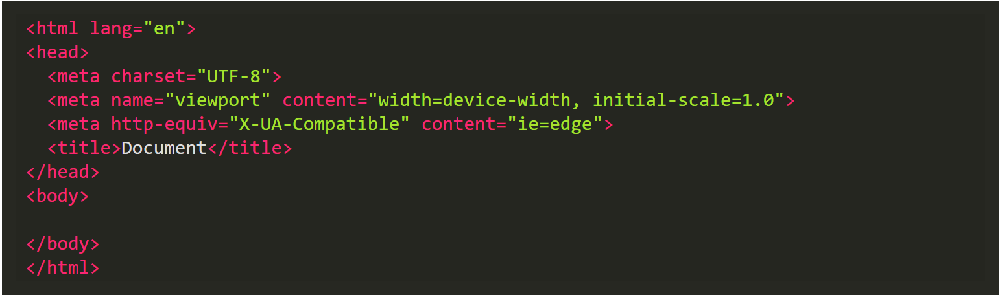 <html lang="en">
<head>
  <meta charset="UTF-8">
  <meta name="viewport" content="width=device-width, initial-scale=1.0">
  <meta http-equiv="X-UA-Compatible" content="ie=edge">
  <title>Document</title>
</head>
<body>

</body>
</html>